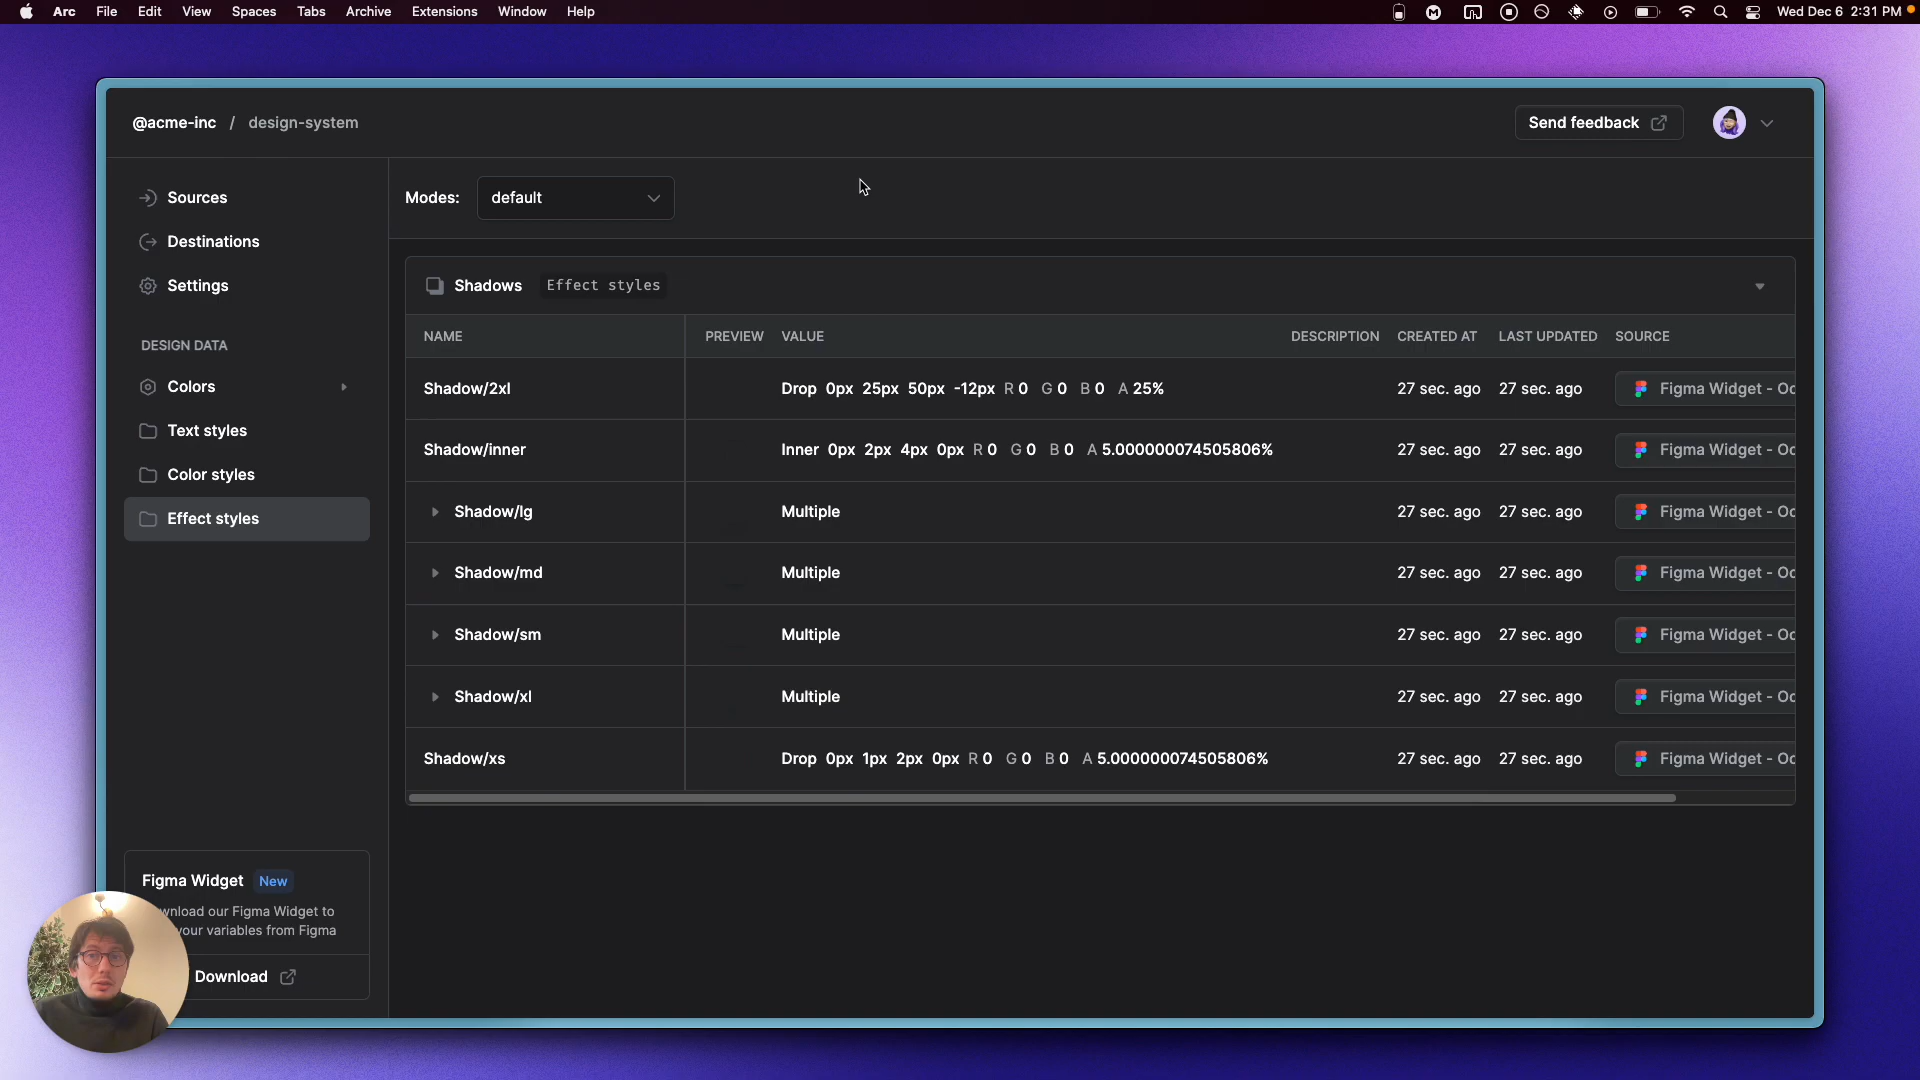 Arc File Edit View Spaces Tabs Archive Extensions Window Help Wed Dec 6 2:31 PM
@acme-inc / design-system Send feedback
Sources
Destinations
Settings
DESIGN DATA
Colors
Text styles
Color styles
Effect styles
Modes: default
Shadows Effect styles
NAME PREVIEW VALUE DESCRIPTION CREATED AT LAST UPDATED SOURCE
Shadow/2xl Drop 0px 25px 50px -12px R 0 G 0 B 0 A 25% 27 sec. ago 27 sec. ago Figma Widget - Oc
Shadow/inner Inner 0px 2px 4px 0px R 0 G 0 B 0 A 5.000000074505806% 27 sec. ago 27 sec. ago Figma Widget - Oc
Shadow/lg Multiple 27 sec. ago 27 sec. ago Figma Widget - Oc
Shadow/md Multiple 27 sec. ago 27 sec. ago Figma Widget - Oc
Shadow/sm Multiple 27 sec. ago 27 sec. ago Figma Widget - Oc
Shadow/xl Multiple 27 sec. ago 27 sec. ago Figma Widget - Oc
Shadow/xs Drop 0px 1px 2px 0px R 0 G 0 B 0 A 5.000000074505806% 27 sec. ago 27 sec. ago Figma Widget - Oc
Figma Widget New
wnload our Figma Widget to
your variables from Figma
Download